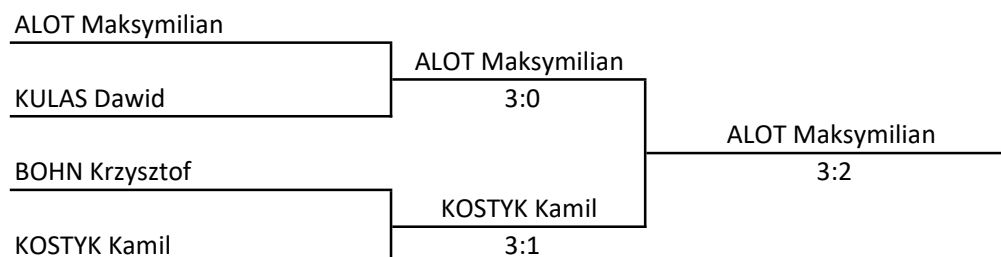 ALOT Maksymilian
ALOT Maksymilian
KULAS Dawid
3:0
ALOT Maksymilian
BOHN Krzysztof
3:2
KOSTYK Kamil
KOSTYK Kamil
3:1